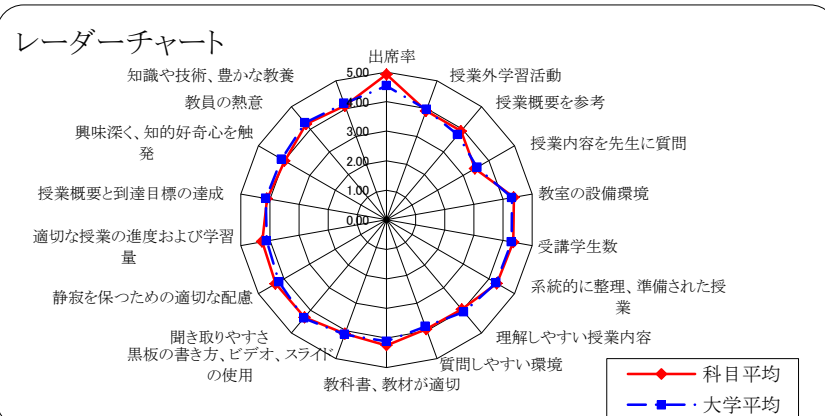 レーダーチャート
出席率
授業外学習活動
授業概要を参考
授業内容を先生に質問
教室の設備環境
受講学生数
系統的に整理、準備された授
業
理解しやすい授業内容
質問しやすい環境
教科書、教材が適切
黒板の書き方、ビデオ、スライド
の使用
聞き取りやすさ
静寂を保つための適切な配慮
適切な授業の進度および学習
量
授業概要と到達目標の達成
興味深く、知的好奇心を触
発
教員の熱意
知識や技術、豊かな教養
5.00
4.00
3.00
2.00
1.00
0.00
科目平均
大学平均